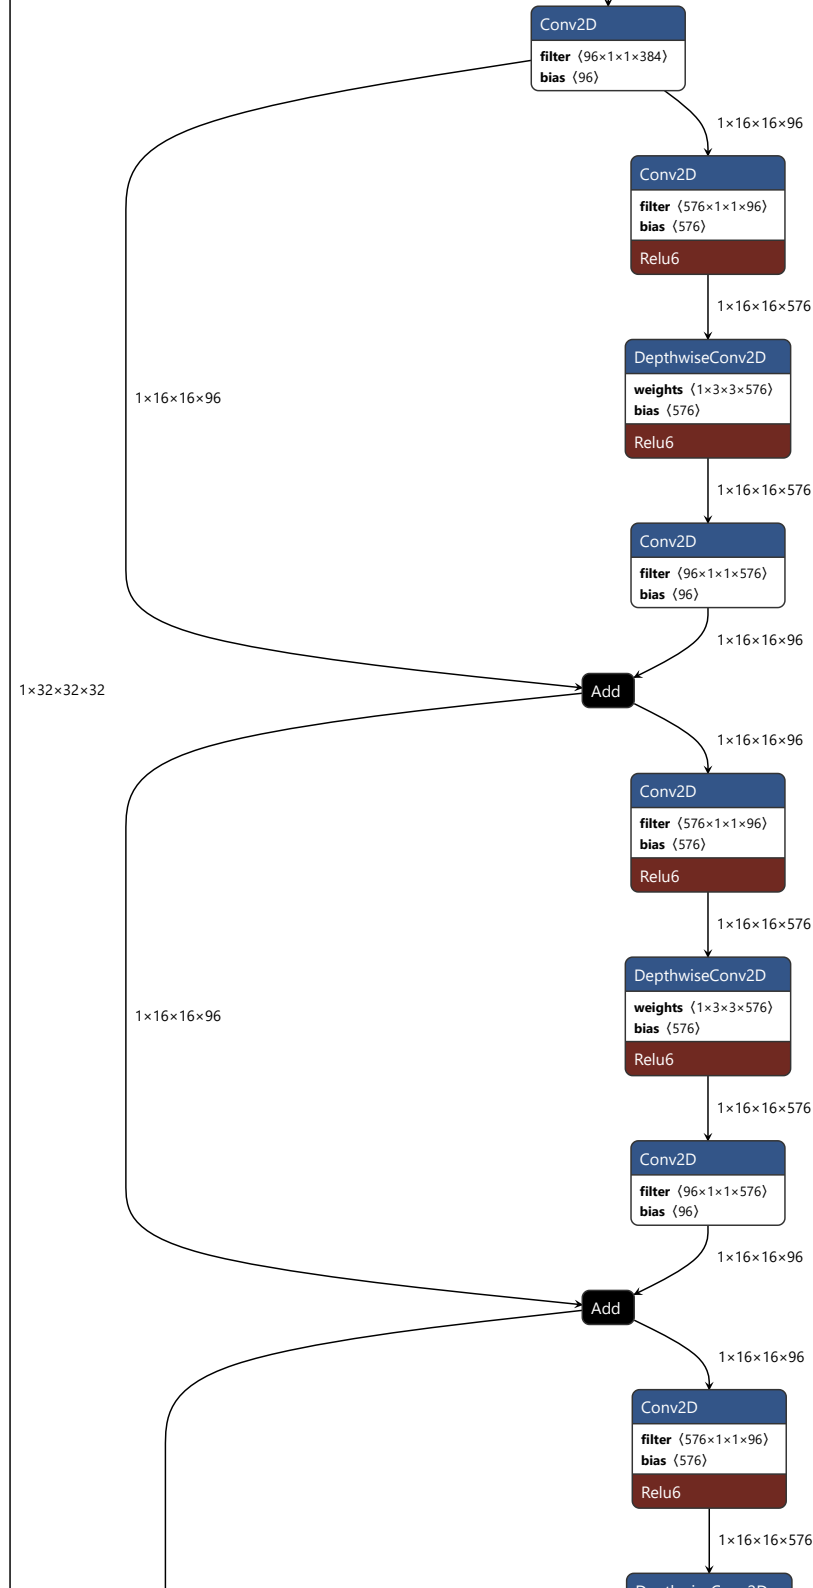 Conv2D
filter ⟨96×1×1×384⟩
bias ⟨96⟩
1×16×16×96
Conv2D
filter ⟨576×1×1×96⟩
bias ⟨576⟩
Relu6
1×16×16×576
DepthwiseConv2D
weights ⟨1×3×3×576⟩
bias ⟨576⟩
1×16×16×96
Relu6
1×16×16×576
Conv2D
filter ⟨96×1×1×576⟩
bias ⟨96⟩
1×16×16×96
1×32×32×32
Add
1×16×16×96
Conv2D
filter ⟨576×1×1×96⟩
bias ⟨576⟩
Relu6
1×16×16×576
DepthwiseConv2D
weights ⟨1×3×3×576⟩
1×16×16×96
bias ⟨576⟩
Relu6
1×16×16×576
Conv2D
filter ⟨96×1×1×576⟩
bias ⟨96⟩
1×16×16×96
Add
1×16×16×96
Conv2D
filter ⟨576×1×1×96⟩
bias ⟨576⟩
Relu6
1×16×16×576
DepthwiseConv2D